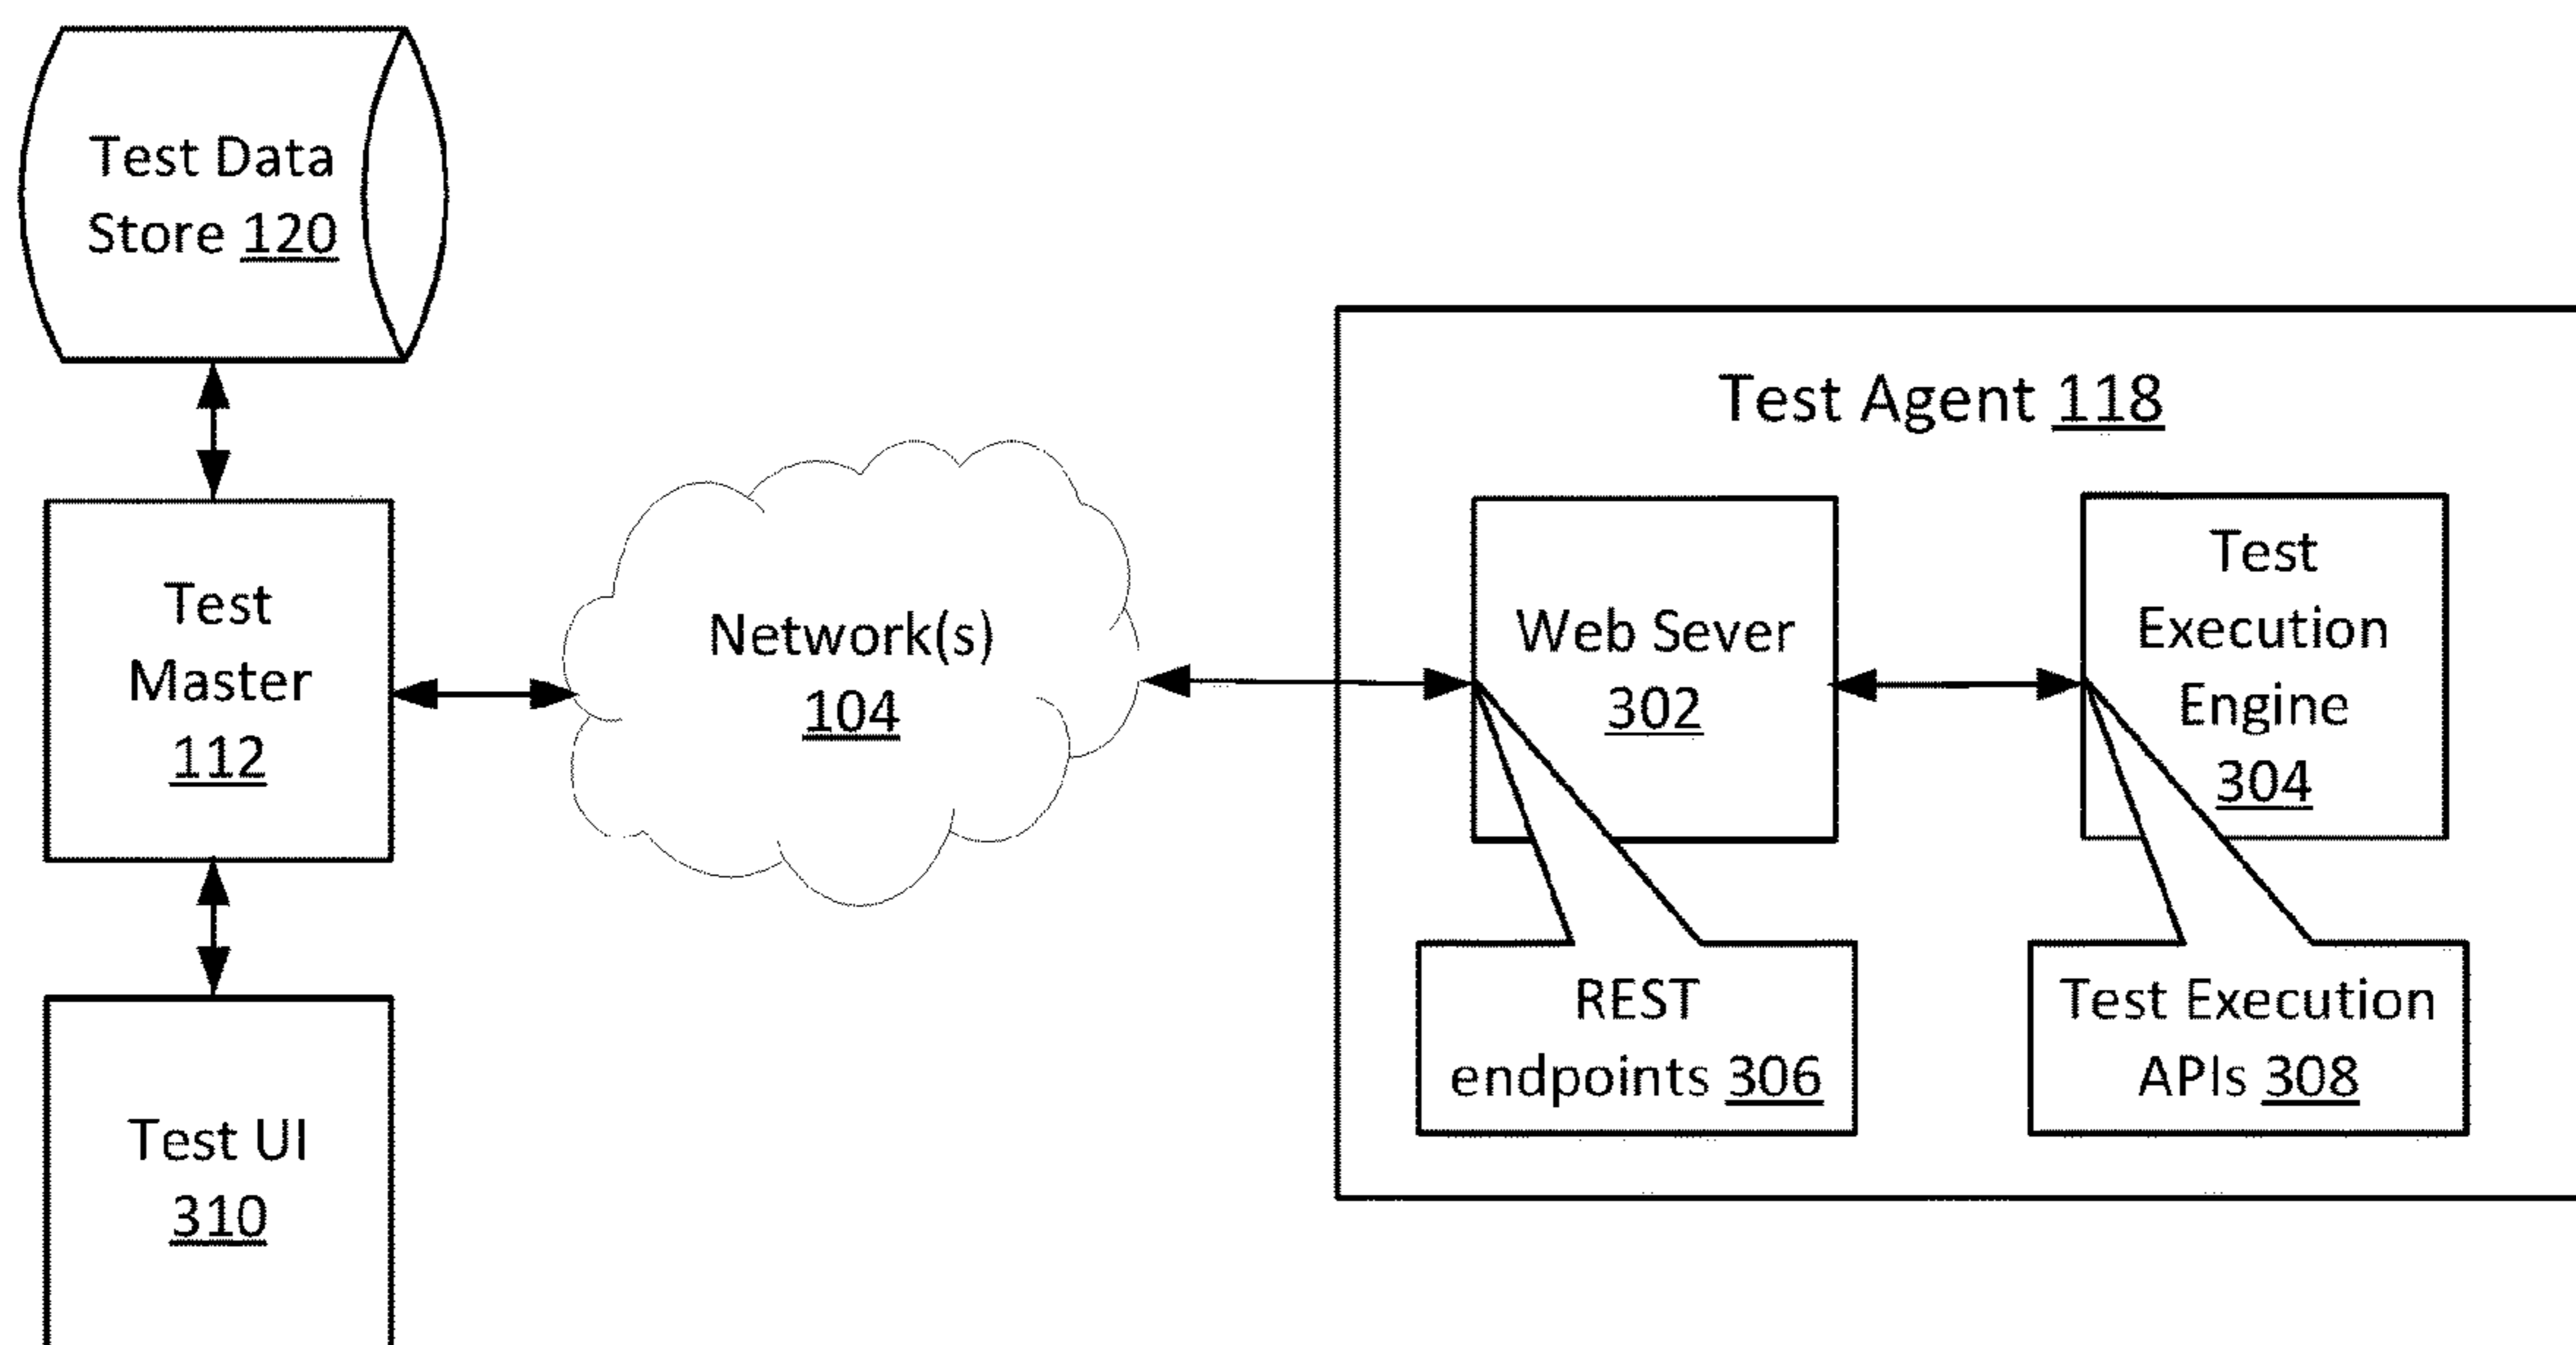 Test Data
Store 120
Test
Master
112
Test UI
310
Network(s)
104
Test Agent 118
Web Sever
302
Test
Execution
Engine
304
REST
endpoints 306
Test Execution
APIs 308